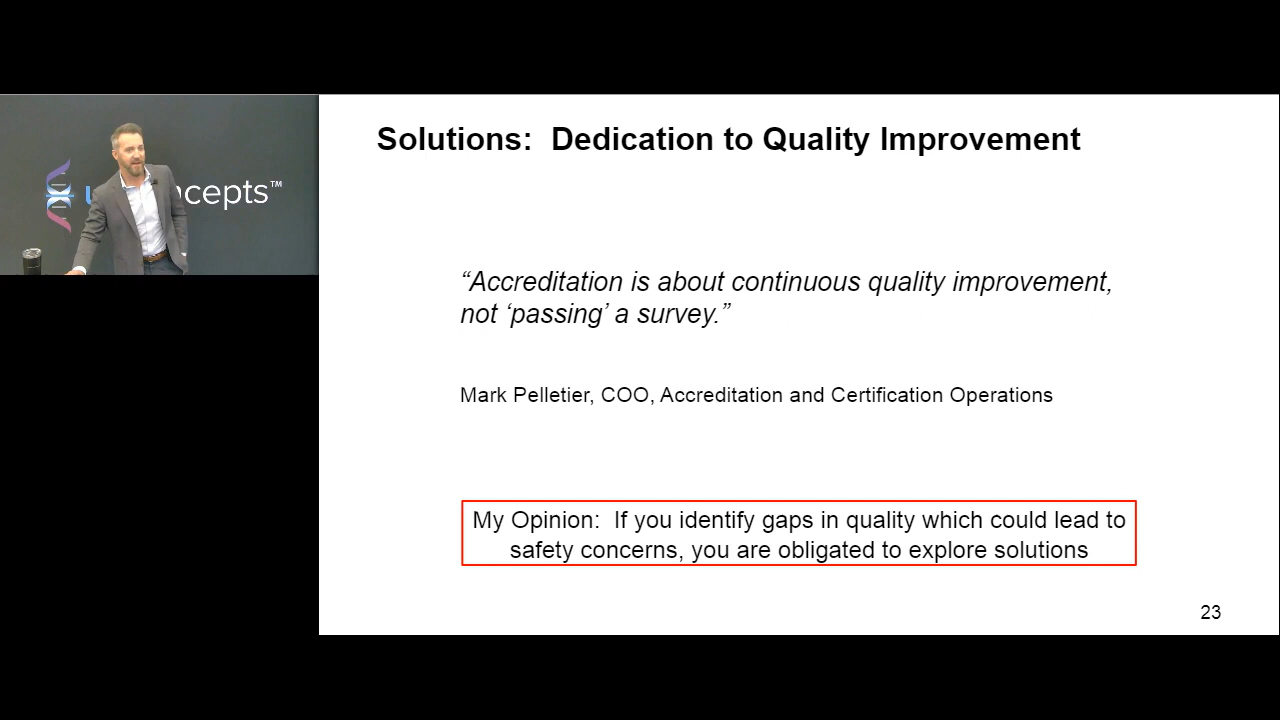 Solutions: Dedication to Quality Improvement
ncepts™
“Accreditation is about continuous quality improvement,
not ‘passing’ a survey.”
Mark Pelletier, COO, Accreditation and Certification Operations
My Opinion: If you identify gaps in quality which could lead to
safety concerns, you are obligated to explore solutions
23